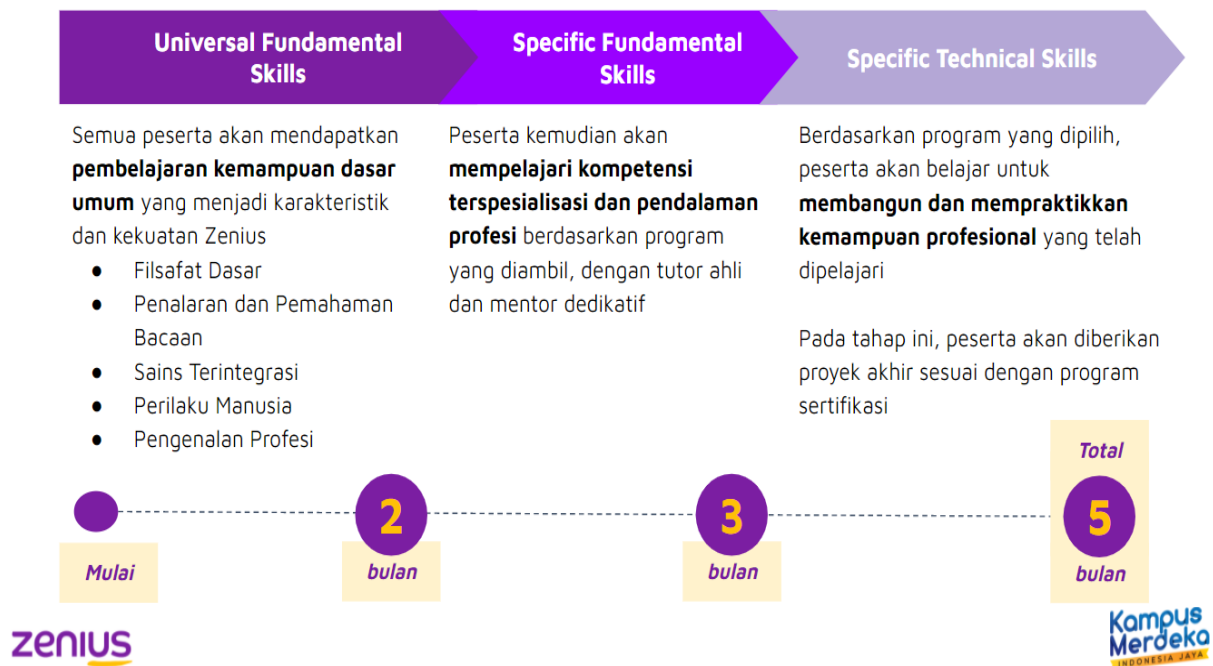 Universal Fundamental
Skills
Specific Fundamental
Skills
Specific Technical Skills
Semua peserta akan mendapatkan
pembelajaran kemampuan dasar
umum yang menjadi karakteristik
dan kekuatan Zenius
● Filsafat Dasar
● Penalaran dan Pemahaman
Bacaan
● Sains Terintegrasi
● Perilaku Manusia
● Pengenalan Profesi
Peserta kemudian akan
mempelajari kompetensi
terspesialisasi dan pendalaman
profesi berdasarkan program
yang diambil, dengan tutor ahli
dan mentor dedikatif
Berdasarkan program yang dipilih,
peserta akan belajar untuk
membangun dan mempraktikkan
kemampuan profesional yang telah
dipelajari
Pada tahap ini, peserta akan diberikan
proyek akhir sesuai dengan program
sertifikasi
Mulai
2
bulan
3
bulan
Total
5
bulan
zenius
Kampus
Merdeka
INDONESIA JAYA